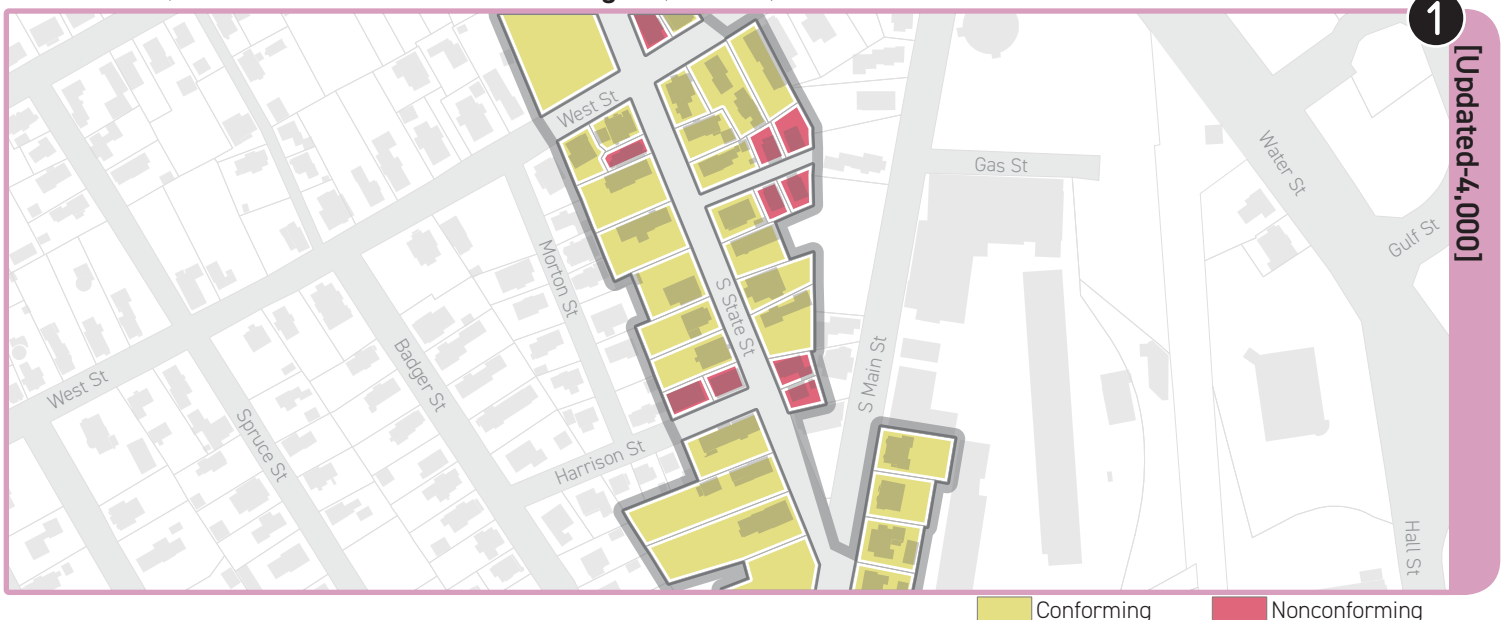 1
[Updated-4,000]
West St
Gas St
Water St
Gulf St
Morton St
S State St
S Main St
West St
Badger St
Spruce St
Harrison St
Hall St
Conforming
Nonconforming